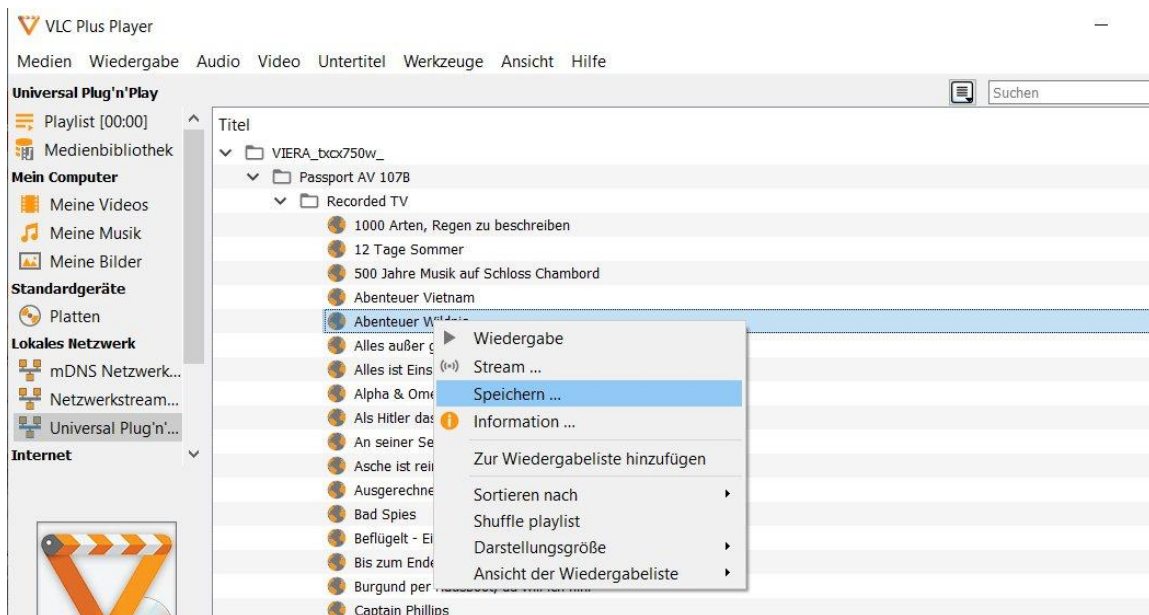 VLC Plus Player
Medien Wiedergabe Audio Video Untertitel Werkzeuge Ansicht Hilfe
Universal Plug'n'Play
Suchen
Playlist [00:00]
Medienbibliothek
Mein Computer
Meine Videos
Meine Musik
Meine Bilder
Standardgeräte
Platten
Lokales Netzwerk
mDNS Netzwerk...
Netzwerkstream...
Universal Plug'n'...
Internet
Titel
VIERA_txcx750w_
Passport AV 107B
Recorded TV
1000 Arten, Regen zu beschreiben
12 Tage Sommer
500 Jahre Musik auf Schloss Chambord
Abenteuer Vietnam
Abenteuer
Alles außer
Alles ist Eins
Alpha & Ome
Als Hitler das
An seiner Se
Asche ist rei
Ausgerechne
Bad Spies
Beflügelt - Ei
Bis zum Ende
Burgund per
Captain Phillips
Wiedergabe
Stream ...
Speichern ...
Information ...
Zur Wiedergabeliste hinzufügen
Sortieren nach
Shuffle playlist
Darstellungsgröße
Ansicht der Wiedergabeliste